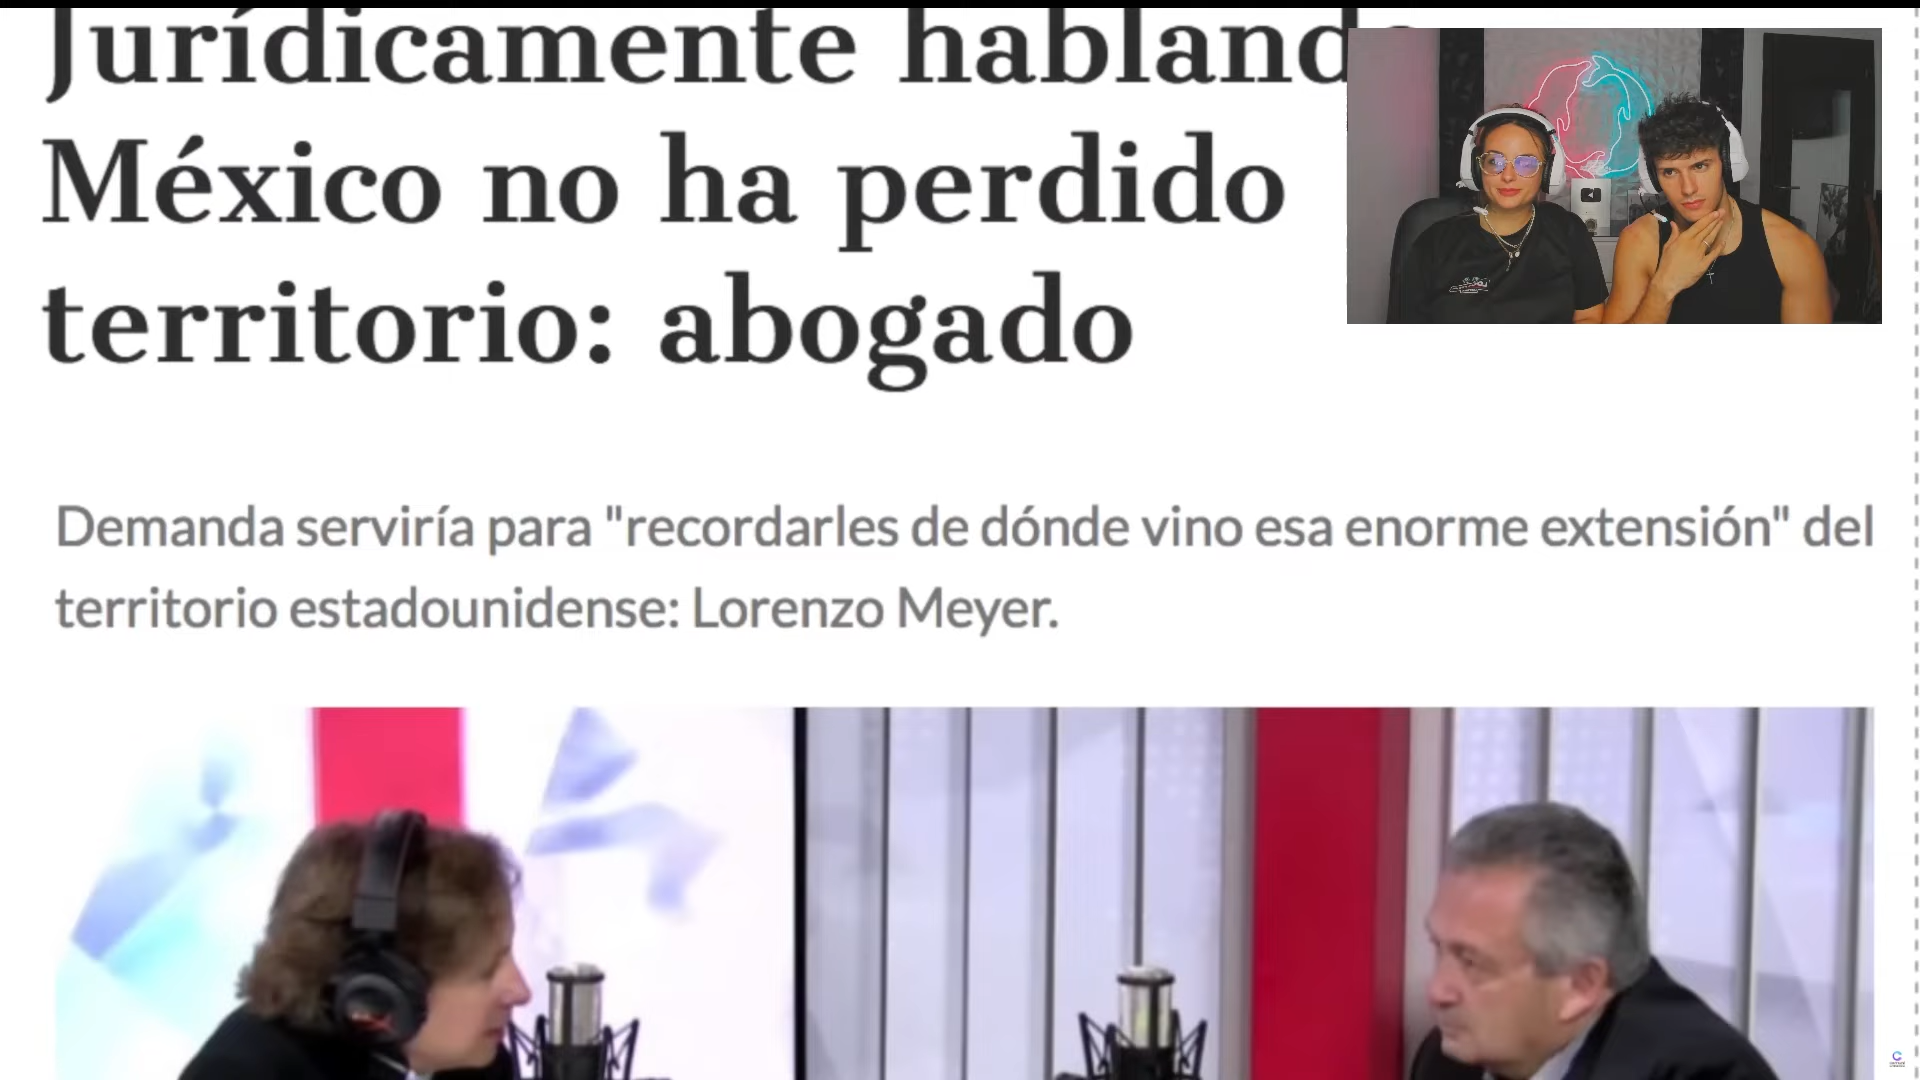 Jurídicamente habland
México no ha perdido
territorio: abogado
Demanda serviría para "recordarles de dónde vino esa enorme extensión" del
territorio estadounidense: Lorenzo Meyer.